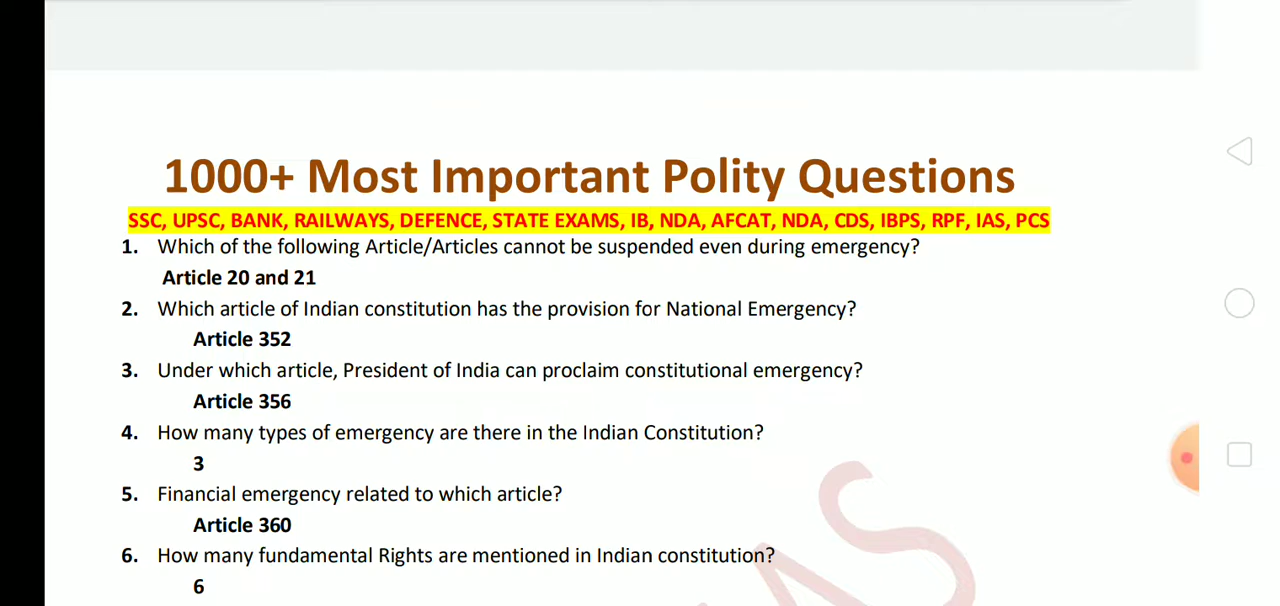 1000+ Most Important Polity Questions
SSC, UPSC, BANK, RAILWAYS, DEFENCE, STATE EXAMS, IB, NDA, AFCAT, NDA, CDS, IBPS, RPF, IAS, PCS
1. Which of the following Article/Articles cannot be suspended even during emergency?
Article 20 and 21
2. Which article of Indian constitution has the provision for National Emergency?
Article 352
3. Under which article, President of India can proclaim constitutional emergency?
Article 356
4. How many types of emergency are there in the Indian Constitution?
3
5. Financial emergency related to which article?
Article 360
6. How many fundamental Rights are mentioned in Indian constitution?
6